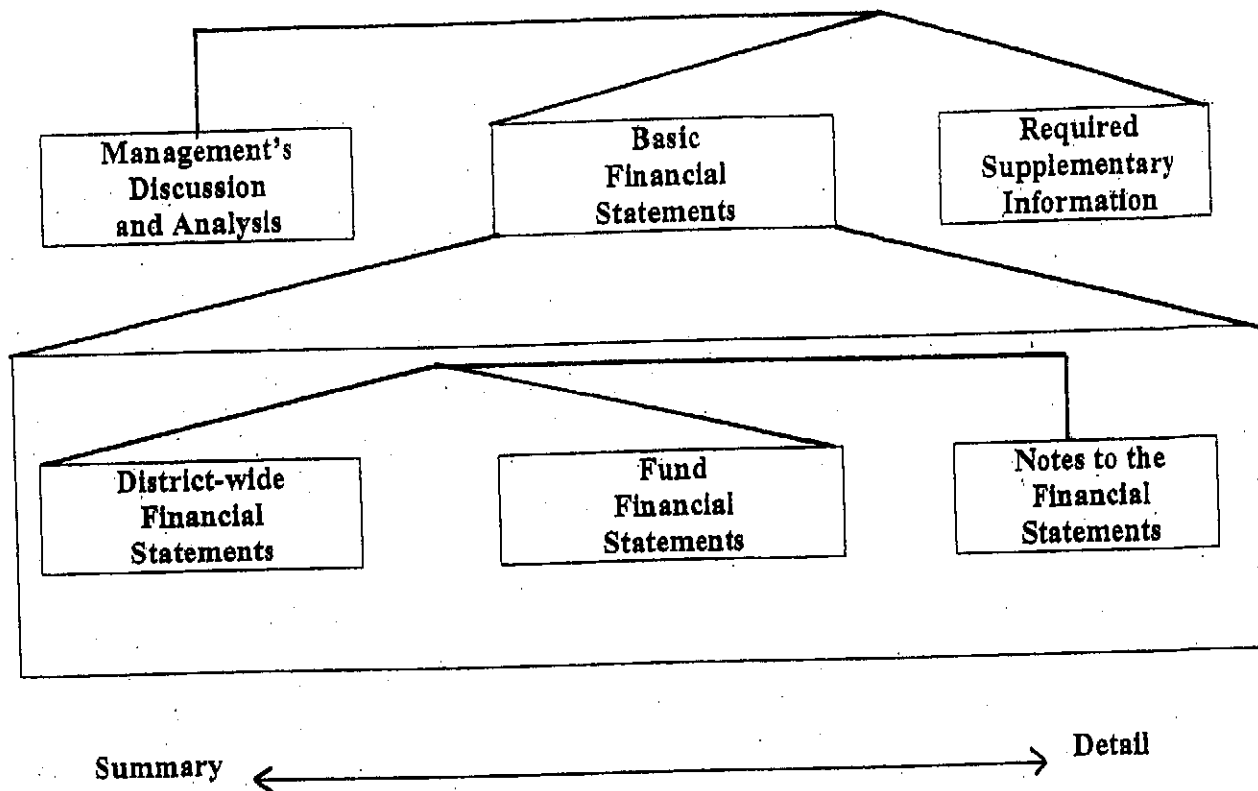 Management's
Discussion
and Analysis
Basic
Financial
Statements
Required
Supplementary
Information
District-wide
Financial
Statements
Fund
Financial
Statements
Notes to the
Financial
Statements
Summary
Detail